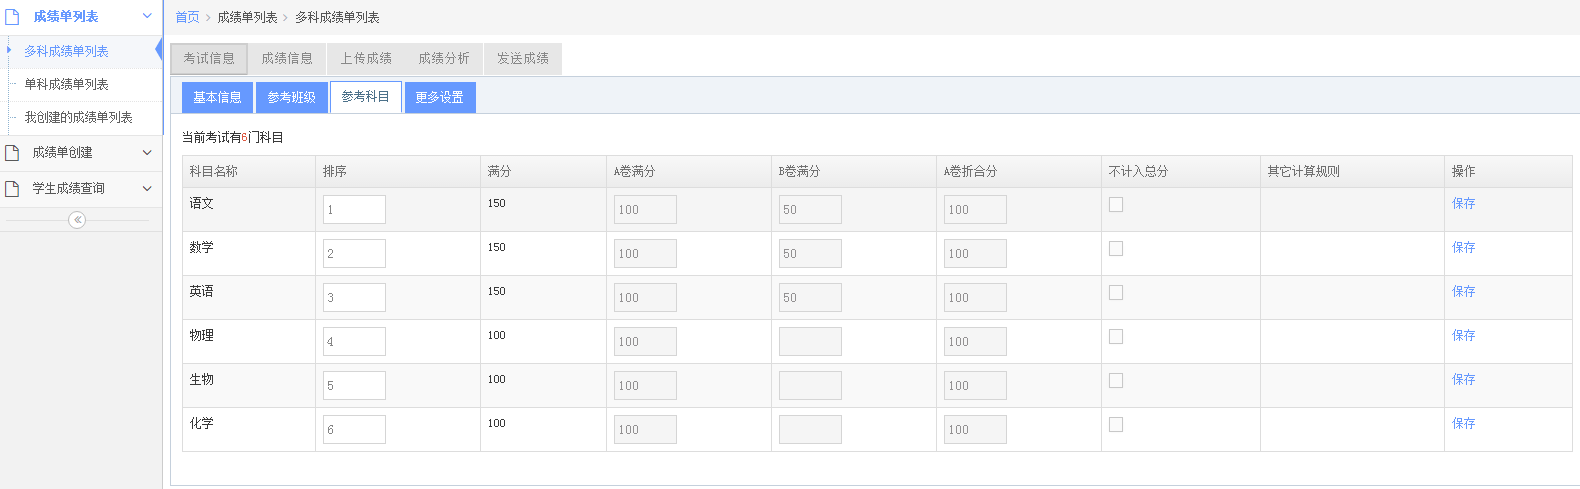 成绩单列表
多科成绩单列表
单科成绩单列表
我创建的成绩单列表
成绩单创建
学生成绩查询
首页 > 成绩单列表 > 多科成绩单列表
考试信息 成绩信息 上传成绩 成绩分析 发送成绩
基本信息 参考班级 参考科目 更多设置
当前考试有6门科目
科目名称 排序 满分 A卷满分 B卷满分 A卷折合分 不计入总分 其它计算规则 操作
语文 1 150 100 50 100 保存
数学 2 150 100 50 100 保存
英语 3 150 100 50 100 保存
物理 4 100 100 100 保存
生物 5 100 100 100 保存
化学 6 100 100 100 保存